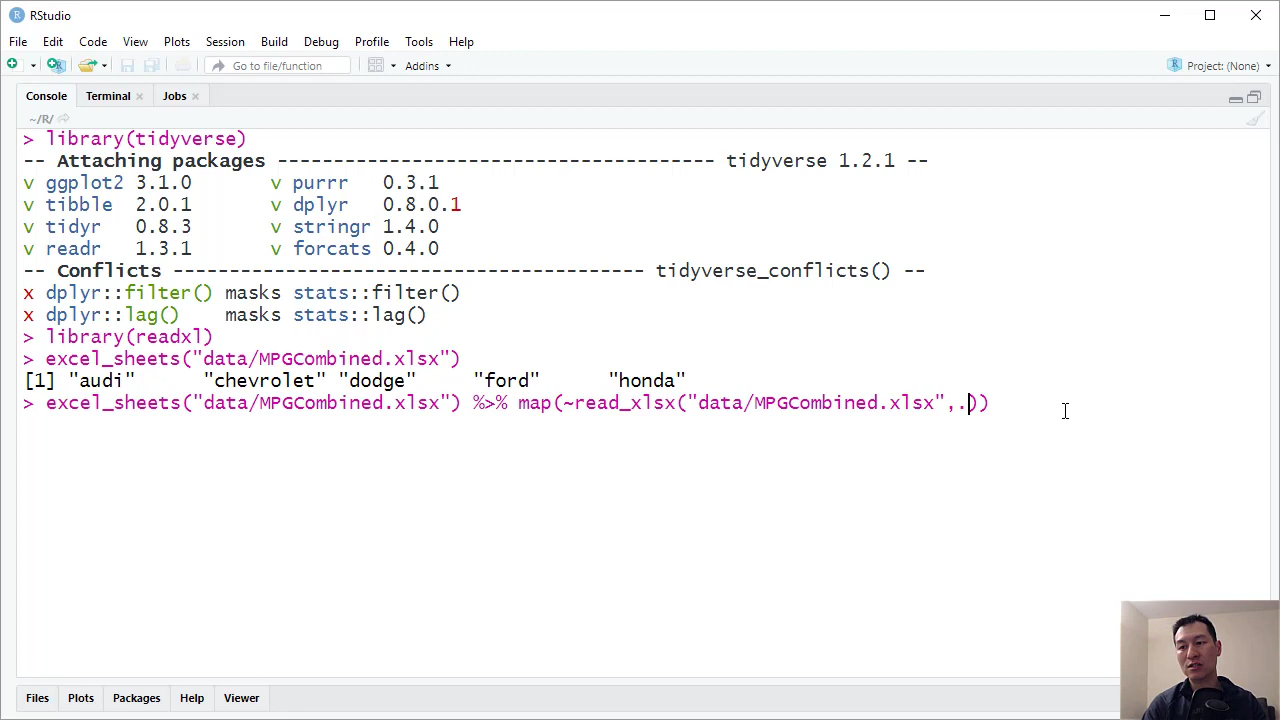 RStudio
File Edit Code View Plots Session Build Debug Profile Tools Help
Go to file/function Addins Project: (None)
Console Terminal Jobs
~/R/
> library(tidyverse)
-- Attaching packages --------------------------------------- tidyverse 1.2.1 --
v ggplot2 3.1.0 v purrr 0.3.1
v tibble 2.0.1 v dplyr 0.8.0.1
v tidyr 0.8.3 v stringr 1.4.0
v readr 1.3.1 v forcats 0.4.0
-- Conflicts ------------------------------------------ tidyverse_conflicts() --
x dplyr::filter() masks stats::filter()
x dplyr::lag() masks stats::lag()
> library(readxl)
> excel_sheets("data/MPGCombined.xlsx")
[1] "audi" "chevrolet" "dodge" "ford" "honda"
> excel_sheets("data/MPGCombined.xlsx") %>% map(~read_xlsx("data/MPGCombined.xlsx",.))
Files Plots Packages Help Viewer